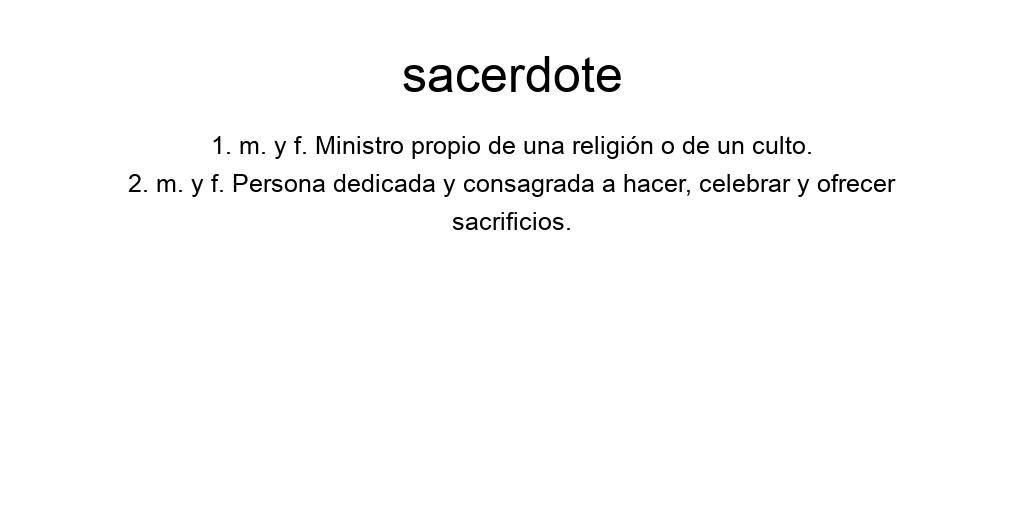 sacerdote
1. m. y f. Ministro propio de una religión o de un culto.
2. m. y f. Persona dedicada y consagrada a hacer, celebrar y ofrecer
sacrificios.